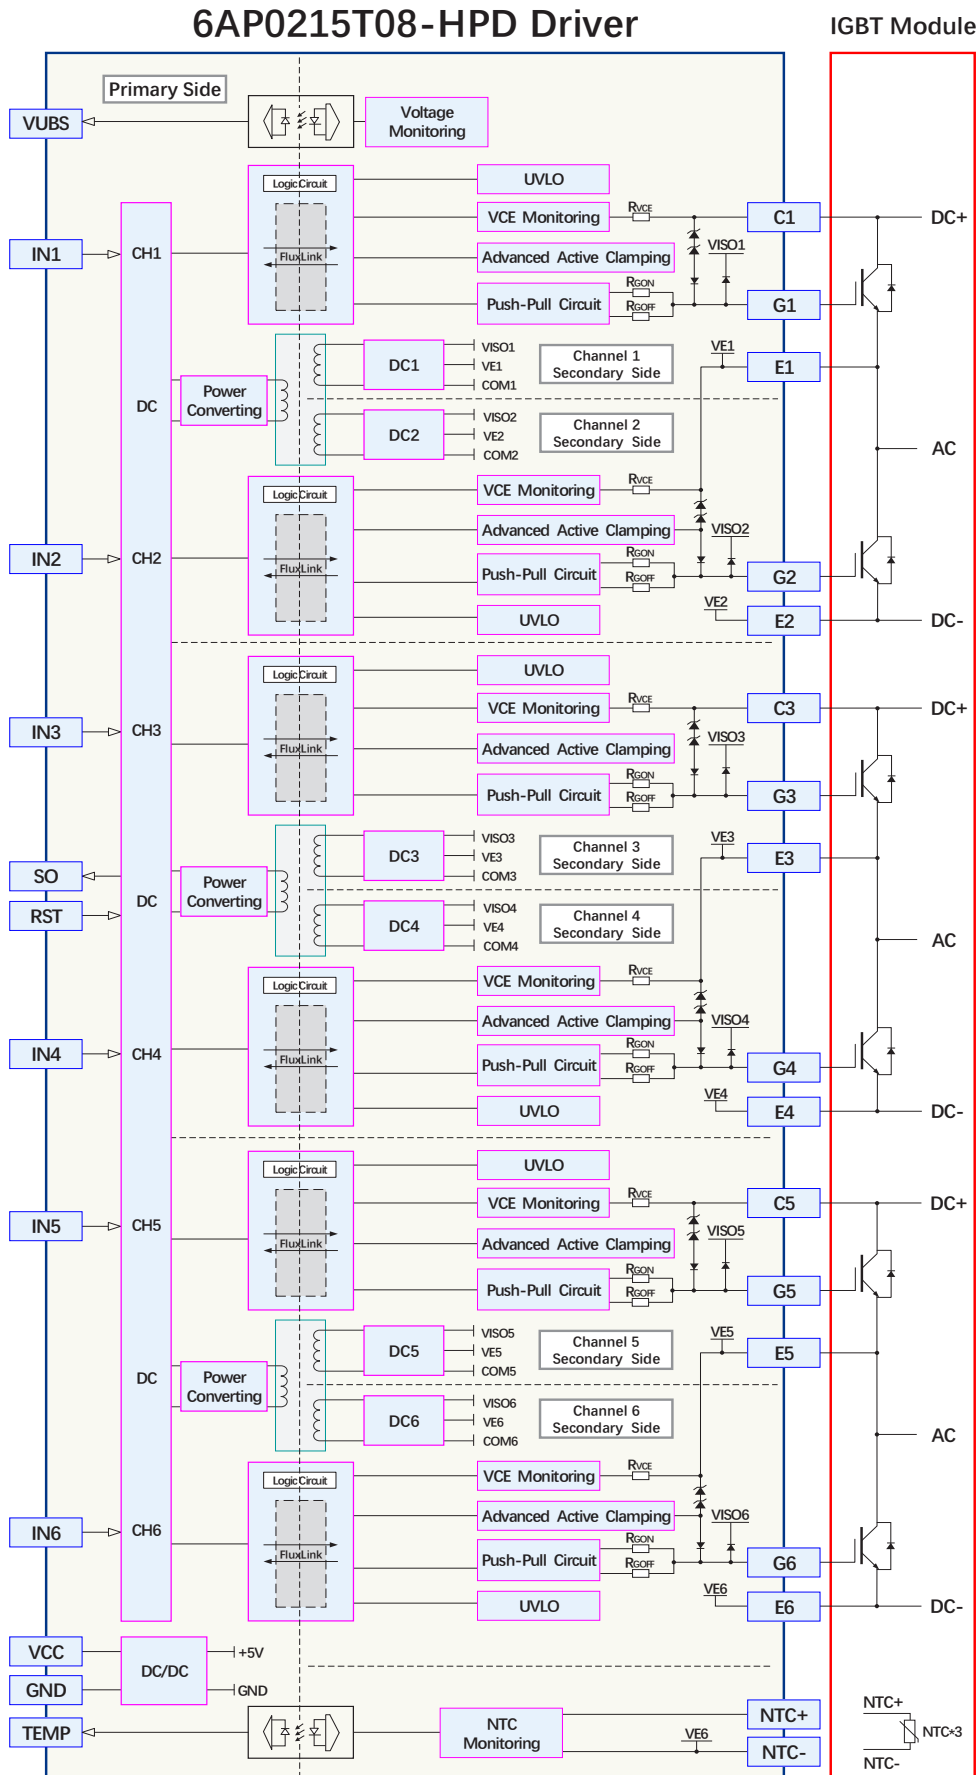 6AP0215T08-HPD Driver
IGBT Module
Primary Side
VUBS
Voltage
Monitoring
Logic Circuit
UVLO
RVCE
VCE Monitoring
C1
DC+
IN1
CH1
FluxLink
Advanced Active Clamping
VISO1
RGON
Push-Pull Circuit
RGOFF
G1
VISO1
DC1
VE1
COM1
Channel 1
Secondary Side
VE1
E1
DC
Power
Converting
VISO2
DC2
VE2
COM2
Channel 2
Secondary Side
AC
Logic Circuit
VCE Monitoring
RVCE
IN2
CH2
FluxLink
Advanced Active Clamping
VISO2
RGON
Push-Pull Circuit
RGOFF
G2
UVLO
VE2
E2
DC-
Logic Circuit
UVLO
RVCE
VCE Monitoring
C3
DC+
IN3
CH3
FluxLink
Advanced Active Clamping
VISO3
RGON
Push-Pull Circuit
RGOFF
G3
VISO3
DC3
VE3
COM3
Channel 3
Secondary Side
VE3
E3
SO
RST
DC
Power
Converting
VISO4
DC4
VE4
COM4
Channel 4
Secondary Side
AC
Logic Circuit
VCE Monitoring
RVCE
IN4
CH4
FluxLink
Advanced Active Clamping
VISO4
RGON
Push-Pull Circuit
RGOFF
G4
UVLO
VE4
E4
DC-
Logic Circuit
UVLO
RVCE
VCE Monitoring
C5
DC+
IN5
CH5
FluxLink
Advanced Active Clamping
VISO5
RGON
Push-Pull Circuit
RGOFF
G5
VISO5
DC5
VE5
COM5
Channel 5
Secondary Side
VE5
E5
DC
Power
Converting
VISO6
DC6
VE6
COM6
Channel 6
Secondary Side
AC
Logic Circuit
VCE Monitoring
RVCE
IN6
CH6
FluxLink
Advanced Active Clamping
VISO6
RGON
Push-Pull Circuit
RGOFF
G6
UVLO
VE6
E6
DC-
VCC
GND
DC/DC
+5V
GND
TEMP
NTC
Monitoring
VE6
NTC+
NTC-
NTC+
NTC*3
NTC-